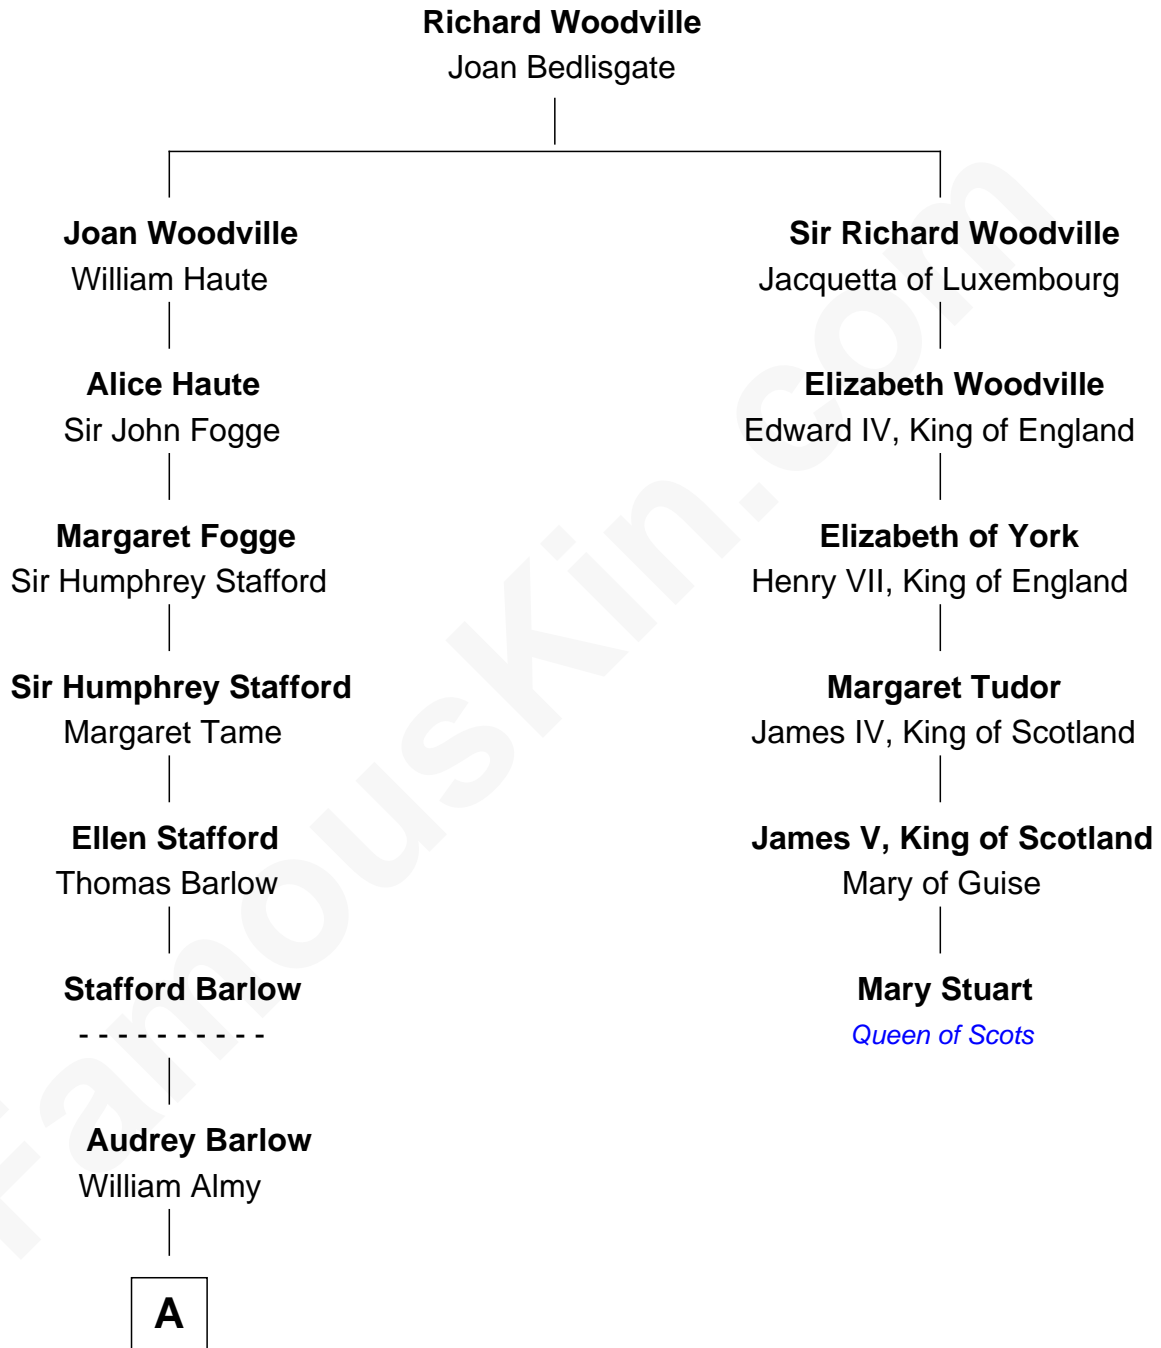 Richard Woodville
Joan Bedlisgate
Joan Woodville
William Haute
Sir Richard Woodville
Jacquetta of Luxembourg
Alice Haute
Sir John Fogge
Elizabeth Woodville
Edward IV, King of England
Margaret Fogge
Sir Humphrey Stafford
Elizabeth of York
Henry VII, King of England
Sir Humphrey Stafford
Margaret Tame
Margaret Tudor
James IV, King of Scotland
Ellen Stafford
Thomas Barlow
James V, King of Scotland
Mary of Guise
Stafford Barlow
- - - - - - - - - -
Mary Stuart
Queen of Scots
Audrey Barlow
William Almy
A
FamousKin.com